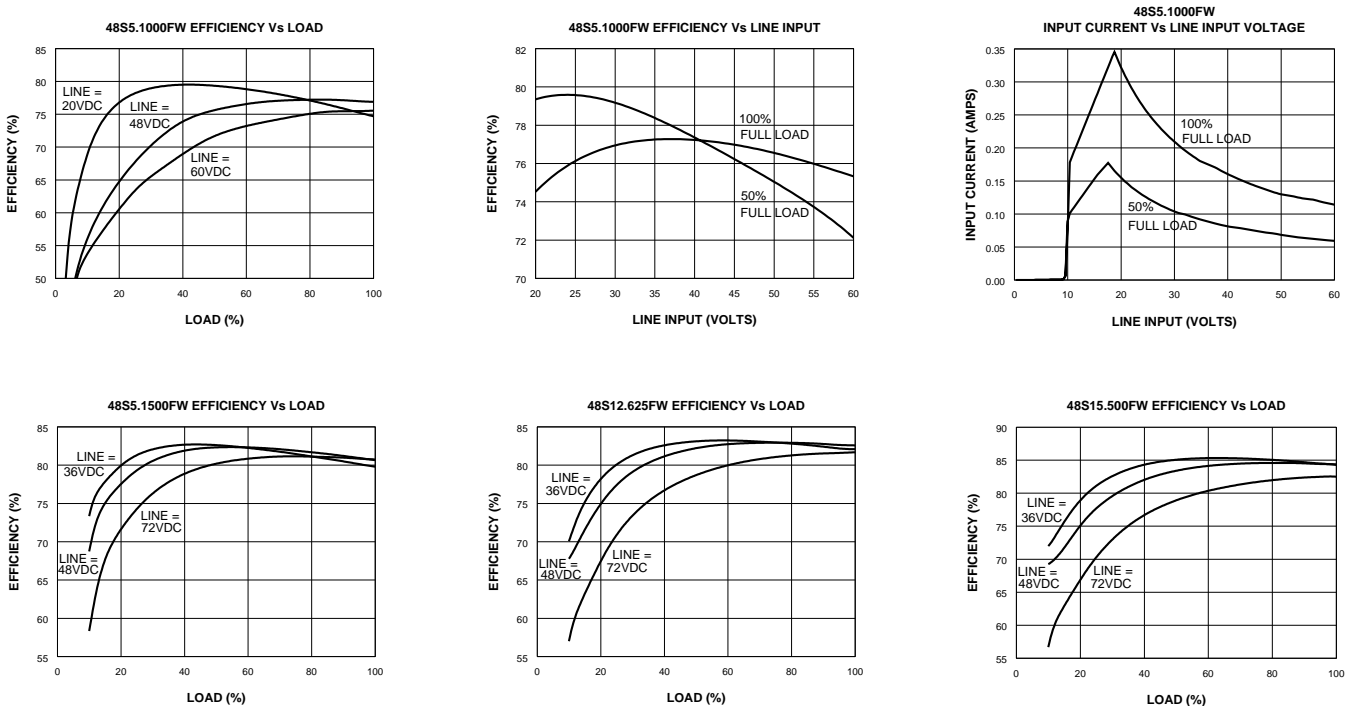 48S5.1000FW EFFICIENCY Vs LOAD
EFFICIENCY (%)
85
80
75
70
65
60
55
50
LINE =
20VDC
LINE =
48VDC
LINE =
60VDC
0 20 40 60 80 100
LOAD (%)
48S5.1000FW EFFICIENCY Vs LINE INPUT
EFFICIENCY (%)
82
80
78
76
74
72
70
100%
FULL LOAD
50%
FULL LOAD
20 25 30 35 40 45 50 55 60
LINE INPUT (VOLTS)
48S5.1000FW
INPUT CURRENT Vs LINE INPUT VOLTAGE
INPUT CURRENT (AMPS)
0.35
0.30
0.25
0.20
0.15
0.10
0.05
0.00
100%
FULL LOAD
50%
FULL LOAD
0 10 20 30 40 50 60
LINE INPUT (VOLTS)
48S5.1500FW EFFICIENCY Vs LOAD
EFFICIENCY (%)
85
80
75
70
65
60
55
LINE =
36VDC
LINE =
72VDC
LINE =
48VDC
0 20 40 60 80 100
LOAD (%)
48S12.625FW EFFICIENCY Vs LOAD
EFFICIENCY (%)
85
80
75
70
65
60
55
LINE =
36VDC
LINE =
48VDC
LINE =
72VDC
0 20 40 60 80 100
LOAD (%)
48S15.500FW EFFICIENCY Vs LOAD
EFFICIENCY (%)
90
85
80
75
70
65
60
55
LINE =
36VDC
LINE =
48VDC
LINE =
72VDC
0 20 40 60 80 100
LOAD (%)